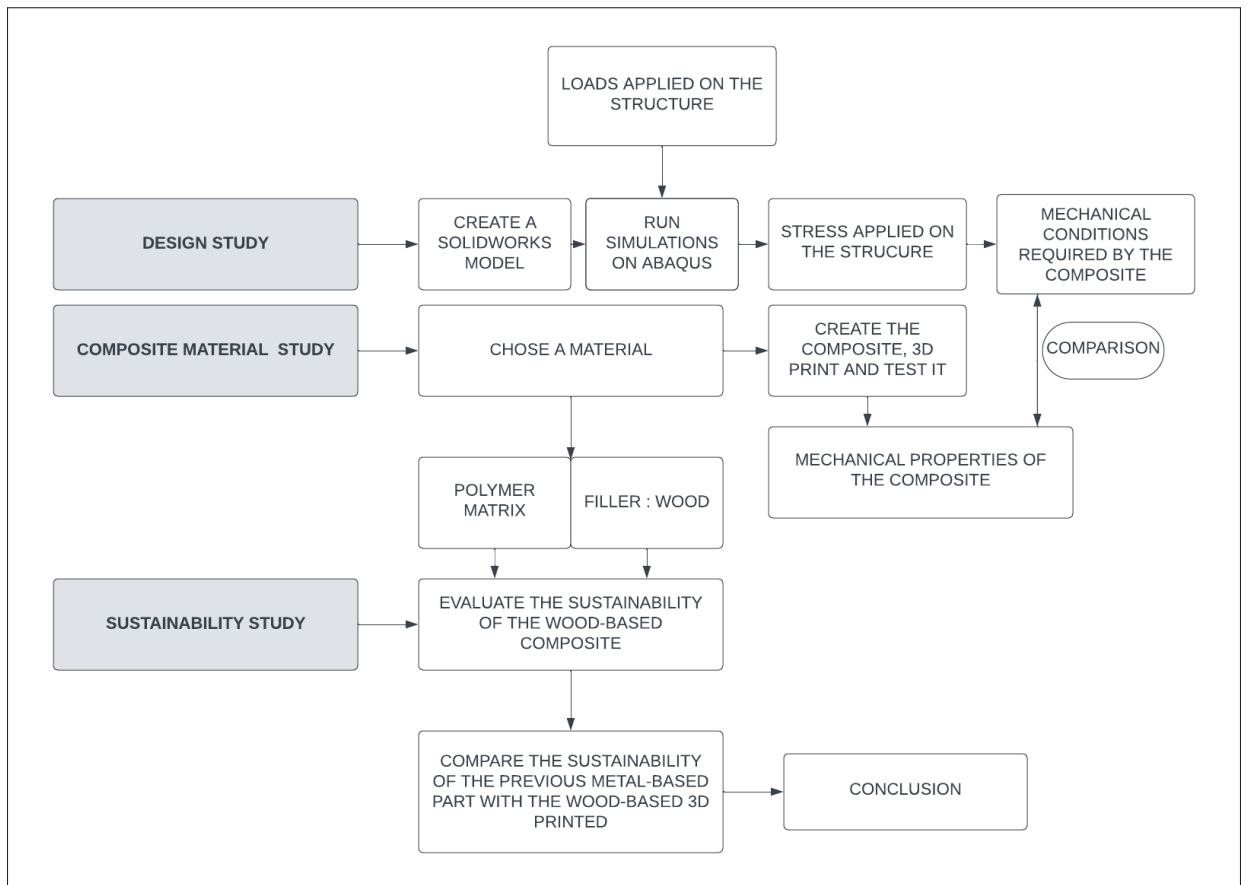 LOADS APPLIED ON THE
STRUCTURE
DESIGN STUDY
CREATE A
SOLIDWORKS
MODEL
RUN
SIMULATIONS
ON ABAQUS
STRESS APPLIED ON
THE STRUCURE
MECHANICAL
CONDITIONS
REQUIRED BY THE
COMPOSITE
COMPOSITE MATERIAL  STUDY
CHOSE A MATERIAL
CREATE THE
COMPOSITE, 3D
PRINT AND TEST IT
COMPARISON
MECHANICAL PROPERTIES OF
THE COMPOSITE
POLYMER
MATRIX
FILLER : WOOD
SUSTAINABILITY STUDY
EVALUATE THE SUSTAINABILITY
OF THE WOOD-BASED
COMPOSITE
COMPARE THE SUSTAINABILITY
OF THE PREVIOUS METAL-BASED
PART WITH THE WOOD-BASED 3D
PRINTED
CONCLUSION